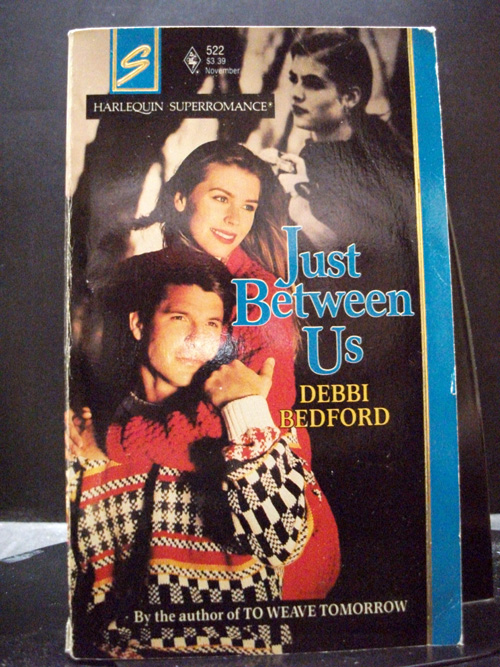 S
522
$3.39
November
HARLEQUIN SUPERROMANCE®
Just
Between
Us
DEBBI
BEDFORD
By the author of TO WEAVE TOMORROW